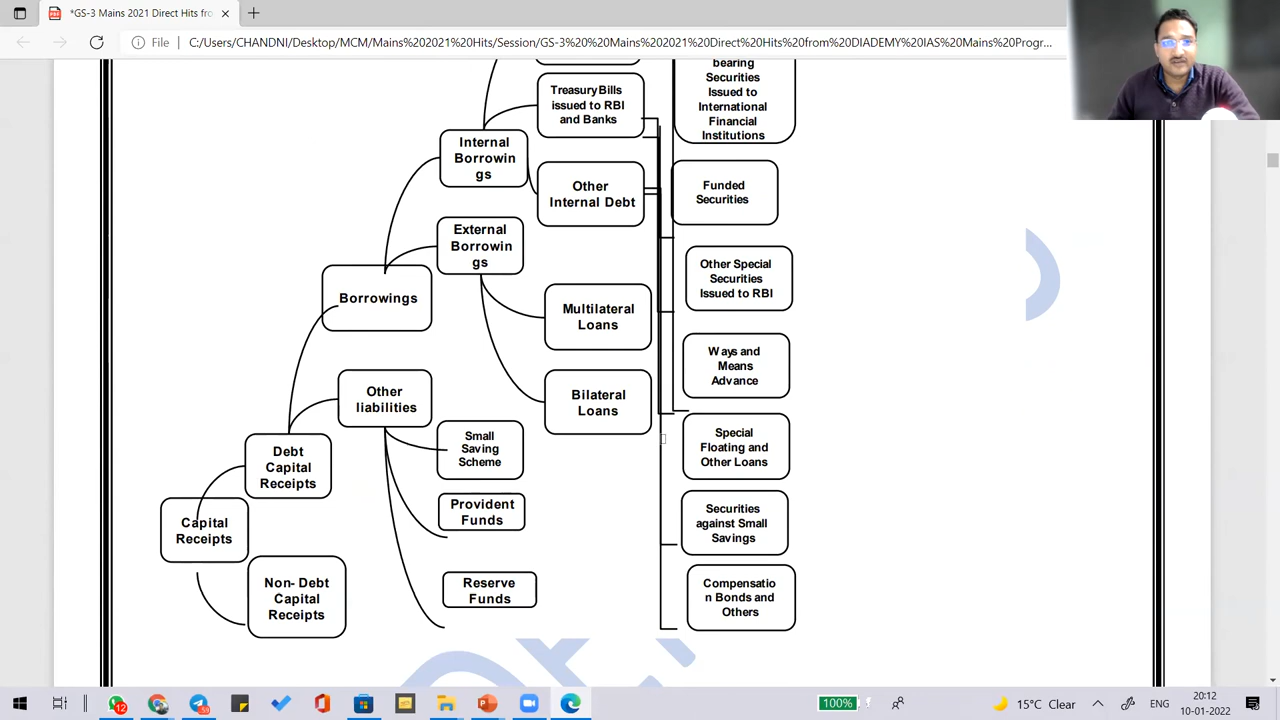 *GS-3 Mains 2021 Direct Hits fro
File
C:/Users/CHANDNI/Desktop/MCM/Mains%202021%20Hits/Session/GS-3%20%20Mains%202021%20Direct%20Hits%20from%20DIADEMY%20IAS%20Mains%20Progr...
bearing
Securities
Issued to
International
Financial
Institutions
Treasury Bills
issued to RBI
and Banks
Internal
Borrowin
gs
Other
Internal Debt
Funded
Securities
External
Borrowin
gs
Other Special
Securities
Issued to RBI
Borrowings
Multilateral
Loans
Ways and
Means
Advance
Other
liabilities
Bilateral
Loans
Small
Saving
Scheme
Special
Floating and
Other Loans
Debt
Capital
Receipts
Provident
Funds
Securities
against Small
Savings
Capital
Receipts
Non- Debt
Capital
Receipts
Reserve
Funds
Compensatio
n Bonds and
Others
12
59
100%
15°C Clear
ENG
20:12
10-01-2022